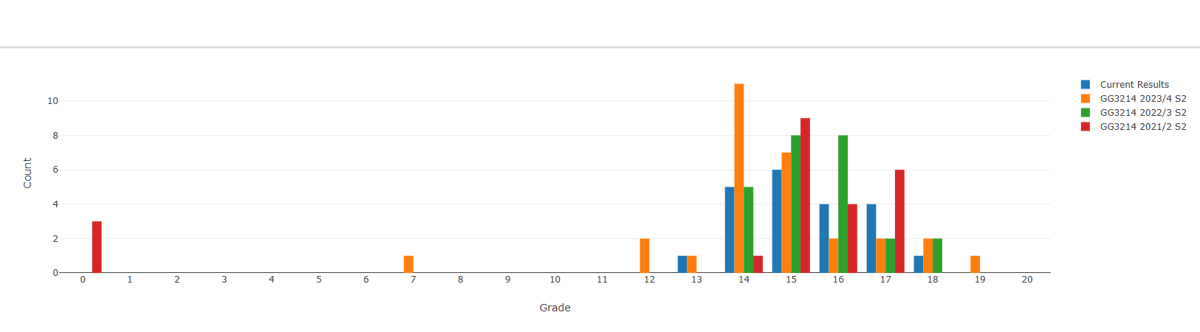 10
8
6
4
2
0
Count
0 1 2 3 4 5 6 7 8 9 10 11 12 13 14 15 16 17 18 19 20
Grade
Current Results
GG3214 2023/4 S2
GG3214 2022/3 S2
GG3214 2021/2 S2